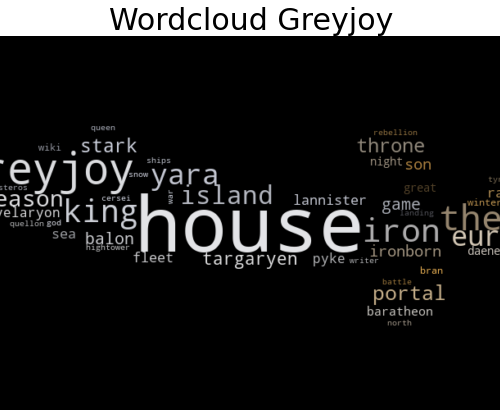 Wordcloud Greyjoy
queen
rebellion
wiki stark throne
ships night son
reyjoy snow yara
steros great
eason cersei war island lannister game winter
velaryon king house landing the
quellon god iron eur
sea balon ironborn daene
hightower
fleet targaryen pyke writer
bran
battle
portal
baratheon
north